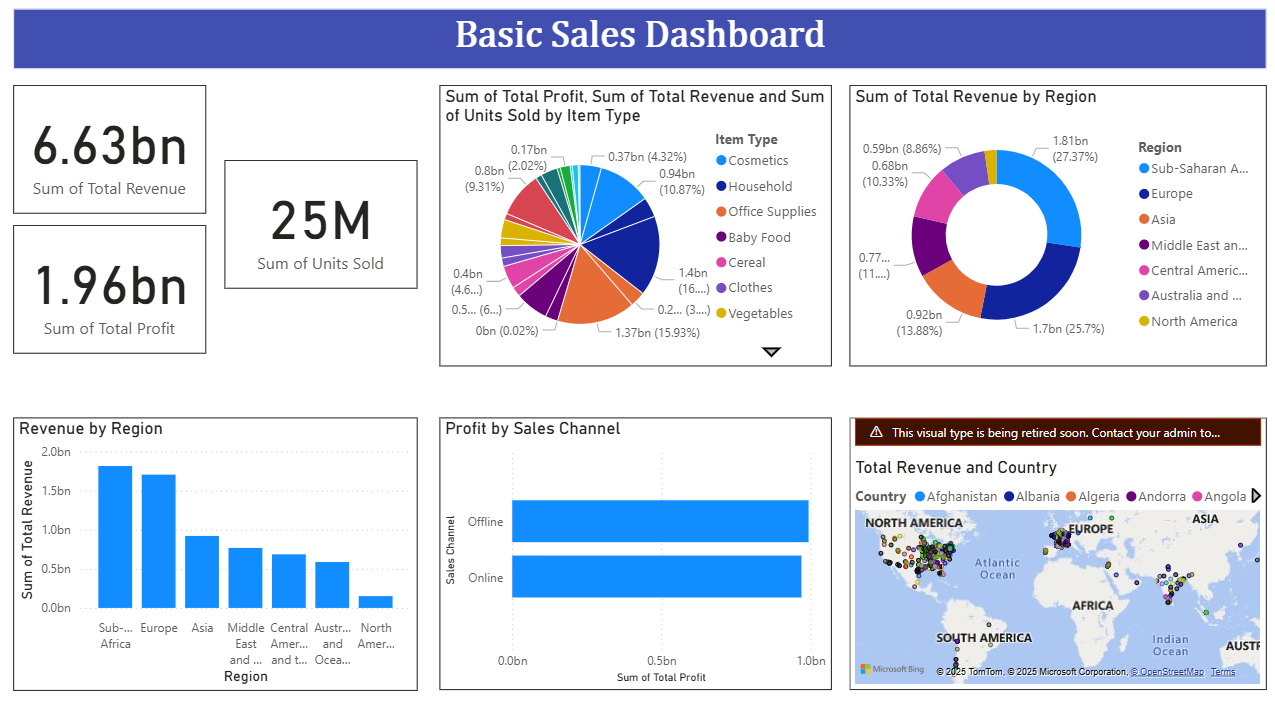 Basic Sales Dashboard
6.63bn
Sum of Total Revenue
1.96bn
Sum of Total Profit
25M
Sum of Units Sold
Sum of Total Profit, Sum of Total Revenue and Sum
of Units Sold by Item Type
0.17bn
(2.02%)
0.37bn (4.32%)
0.8bn
(9.31%)
0.94bn
(10.87%)
0.4bn
(4.6...)
1.4bn
(16....)
0.5... (6...)
0.2... (3....)
0bn (0.02%)
1.37bn (15.93%)
Item Type
Cosmetics
Household
Office Supplies
Baby Food
Cereal
Clothes
Vegetables
Sum of Total Revenue by Region
0.59bn (8.86%)
1.81bn
(27.37%)
0.68bn
(10.33%)
0.77...
(11....)
0.92bn
(13.88%)
1.7bn (25.7%)
Region
Sub-Saharan A...
Europe
Asia
Middle East an...
Central Americ...
Australia and ...
North America
Revenue by Region
Sum of Total Revenue
2.0bn
1.5bn
1.0bn
0.5bn
0.0bn
Sub-...
Africa
Europe
Asia
Middle
East
and ...
Central
Amer...
and t...
Austr...
and
Ocea...
North
Amer...
Region
Profit by Sales Channel
Sales Channel
Offline
Online
0.0bn
0.5bn
1.0bn
Sum of Total Profit
This visual type is being retired soon. Contact your admin to...
Total Revenue and Country
Country Afghanistan Albania Algeria Andorra Angola
NORTH AMERICA
EUROPE
ASIA
Atlantic
Ocean
AFRICA
SOUTH AMERICA
Indian
Ocean
AUSTR
Microsoft Bing
© 2025 TomTom, © 2025 Microsoft Corporation, © OpenStreetMap Terms